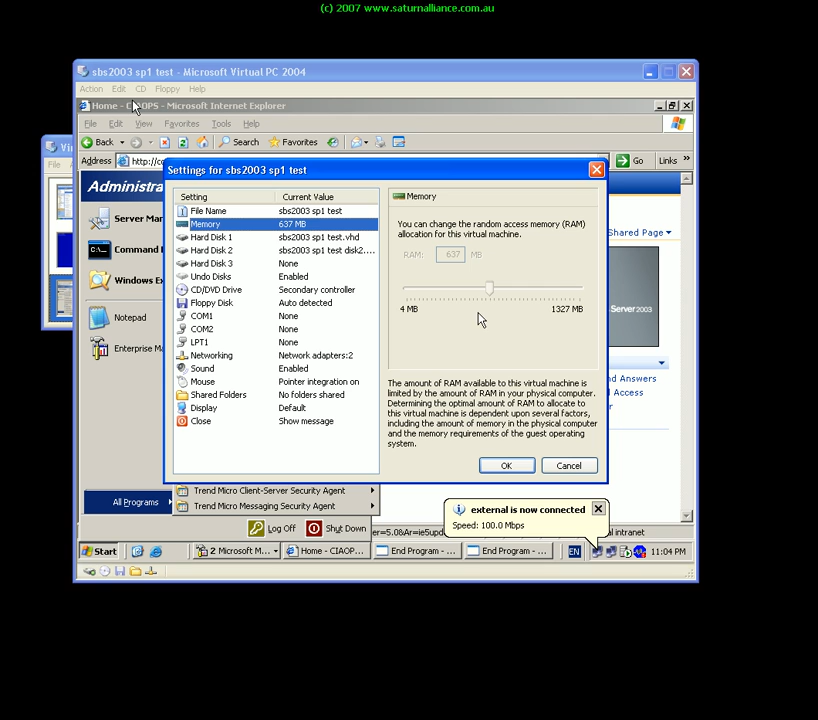 (c) 2007 www.saturnalliance.com.au
sbs2003 sp1 test - Microsoft Virtual PC 2004
Action Edit CD Floppy Help
Home - CIAOPS - Microsoft Internet Explorer
File Edit View Favorites Tools Help
Back Search Favorites
Address http://co Go Links »
Settings for sbs2003 sp1 test
Administra
Server Mar
Command
Windows Ex
Notepad
Enterprise Ma
All Programs
Setting Current Value
File Name sbs2003 sp1 test
Memory 637 MB
Hard Disk 1 sbs2003 sp1 test.vhd
Hard Disk 2 sbs2003 sp1 test disk2....
Hard Disk 3 None
Undo Disks Enabled
CD/DVD Drive Secondary controller
Floppy Disk Auto detected
COM1 None
COM2 None
LPT1 None
Networking Network adapters:2
Sound Enabled
Mouse Pointer integration on
Shared Folders No folders shared
Display Default
Close Show message
Memory
You can change the random access memory (RAM)
allocation for this virtual machine.
RAM: 637 MB
4 MB 1327 MB
The amount of RAM available to this virtual machine is
limited by the amount of RAM in your physical computer.
Determining the optimal amount of RAM to allocate to
this virtual machine is dependent upon several factors,
including the amount of memory in the physical computer
and the memory requirements of the guest operating
system.
OK Cancel
Shared Page
Server2003
nd Answers
Access
Trend Micro Client-Server Security Agent
Trend Micro Messaging Security Agent
Log Off Shut Down
external is now connected
Speed: 100.0 Mbps
er=5.0&Ar=ie5upd
al intranet
Start 2 Microsoft M... Home - CIAOP... End Program - ... End Program - ... EN 11:04 PM